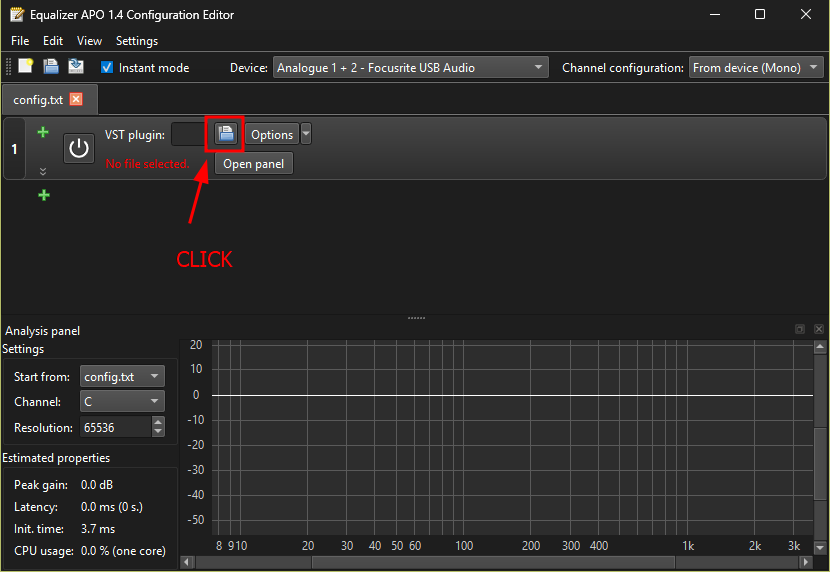 Equalizer APO 1.4 Configuration Editor
File Edit View Settings
Instant mode Device: Analogue 1 + 2 - Focusrite USB Audio Channel configuration: From device (Mono)
config.txt
1 VST plugin: Options
No file selected. Open panel
CLICK
Analysis panel
Settings
Start from: config.txt
Channel: C
Resolution: 65536
Estimated properties
Peak gain: 0.0 dB
Latency: 0.0 ms (0 s.)
Init. time: 3.7 ms
CPU usage: 0.0 % (one core)
20
10
0
-10
-20
-30
-40
-50
8 9 10 20 30 40 50 60 100 200 300 400 1k 2k 3k